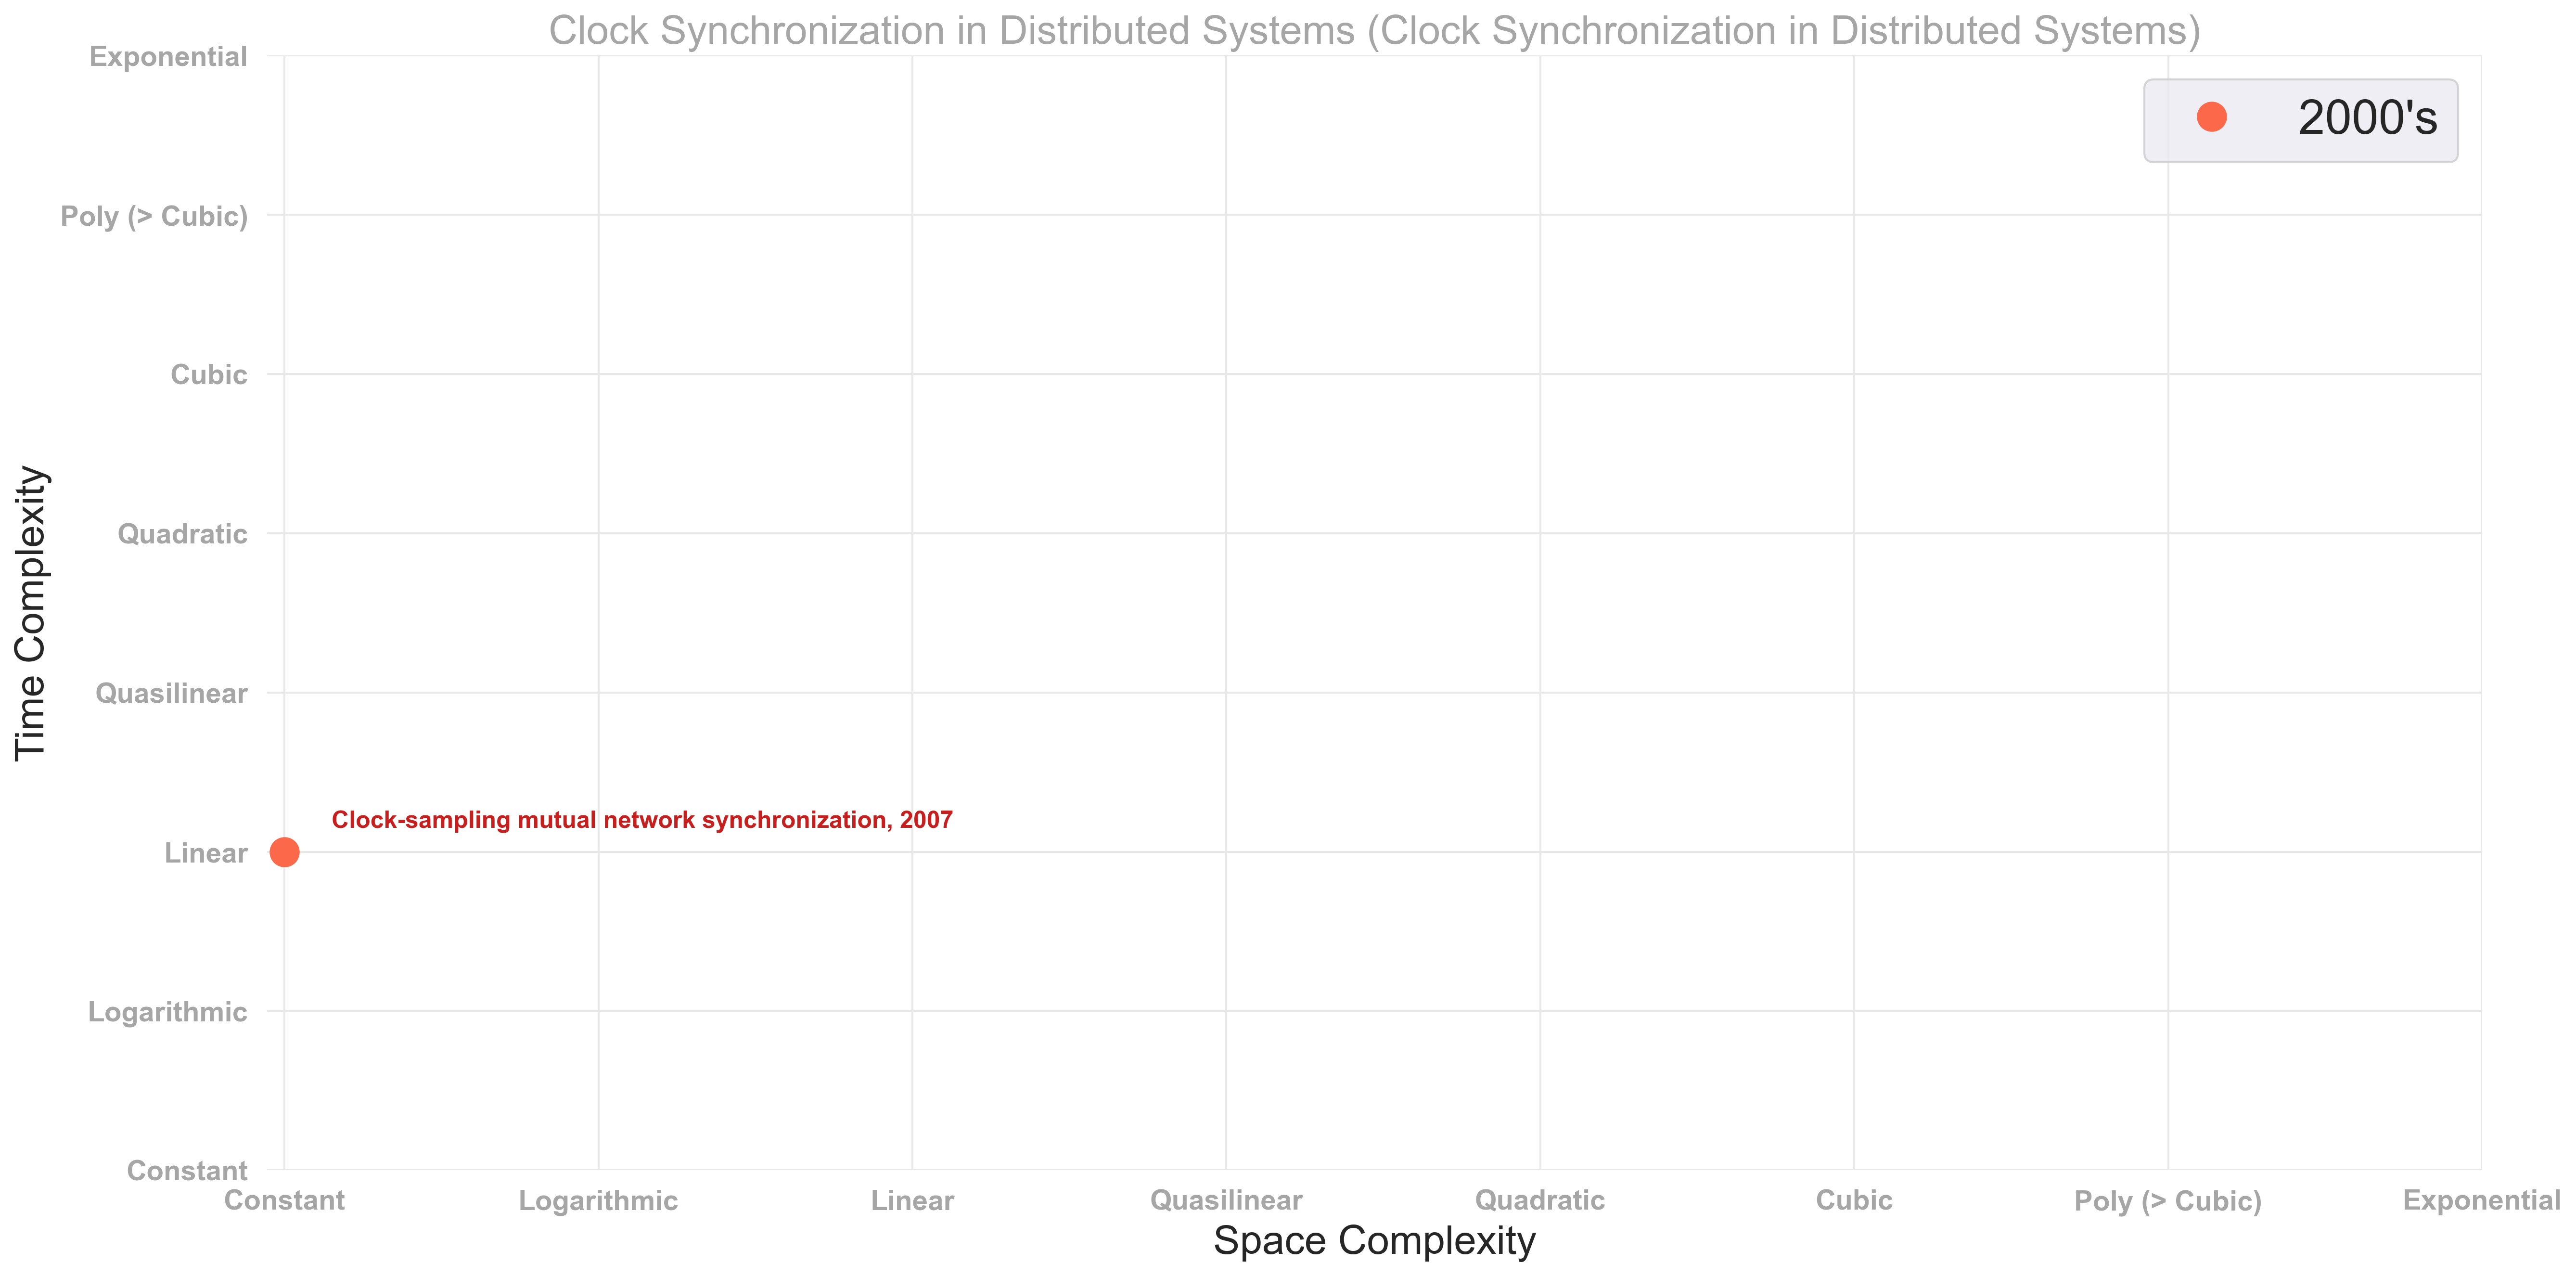 Clock Synchronization in Distributed Systems (Clock Synchronization in Distributed Systems)
2000's
Exponential
Poly (> Cubic)
Cubic
Quadratic
Quasilinear
Linear
Logarithmic
Constant
Time Complexity
Clock-sampling mutual network synchronization, 2007
Constant
Logarithmic
Linear
Quasilinear
Quadratic
Cubic
Poly (> Cubic)
Exponential
Space Complexity